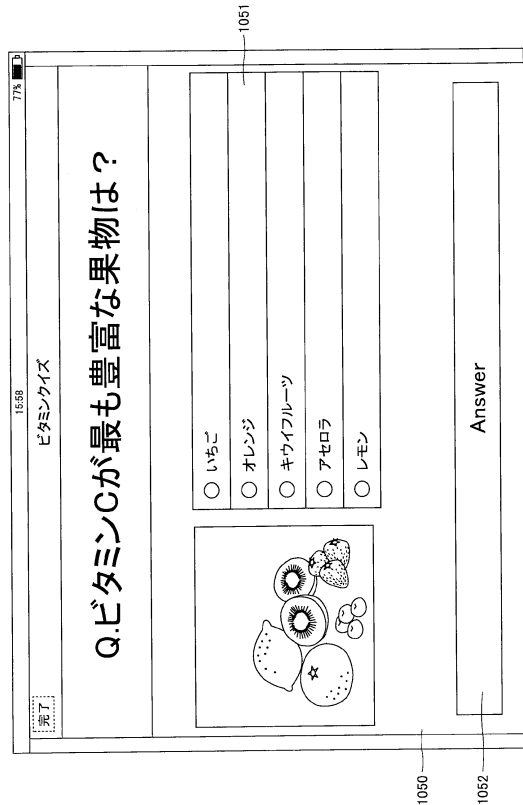 15:58
77%
完了
ビタミンクイズ
Q.ビタミンCが最も豊富な果物は？
いちご
オレンジ
キウイフルーツ
アセロラ
レモン
Answer
1050
1051
1052